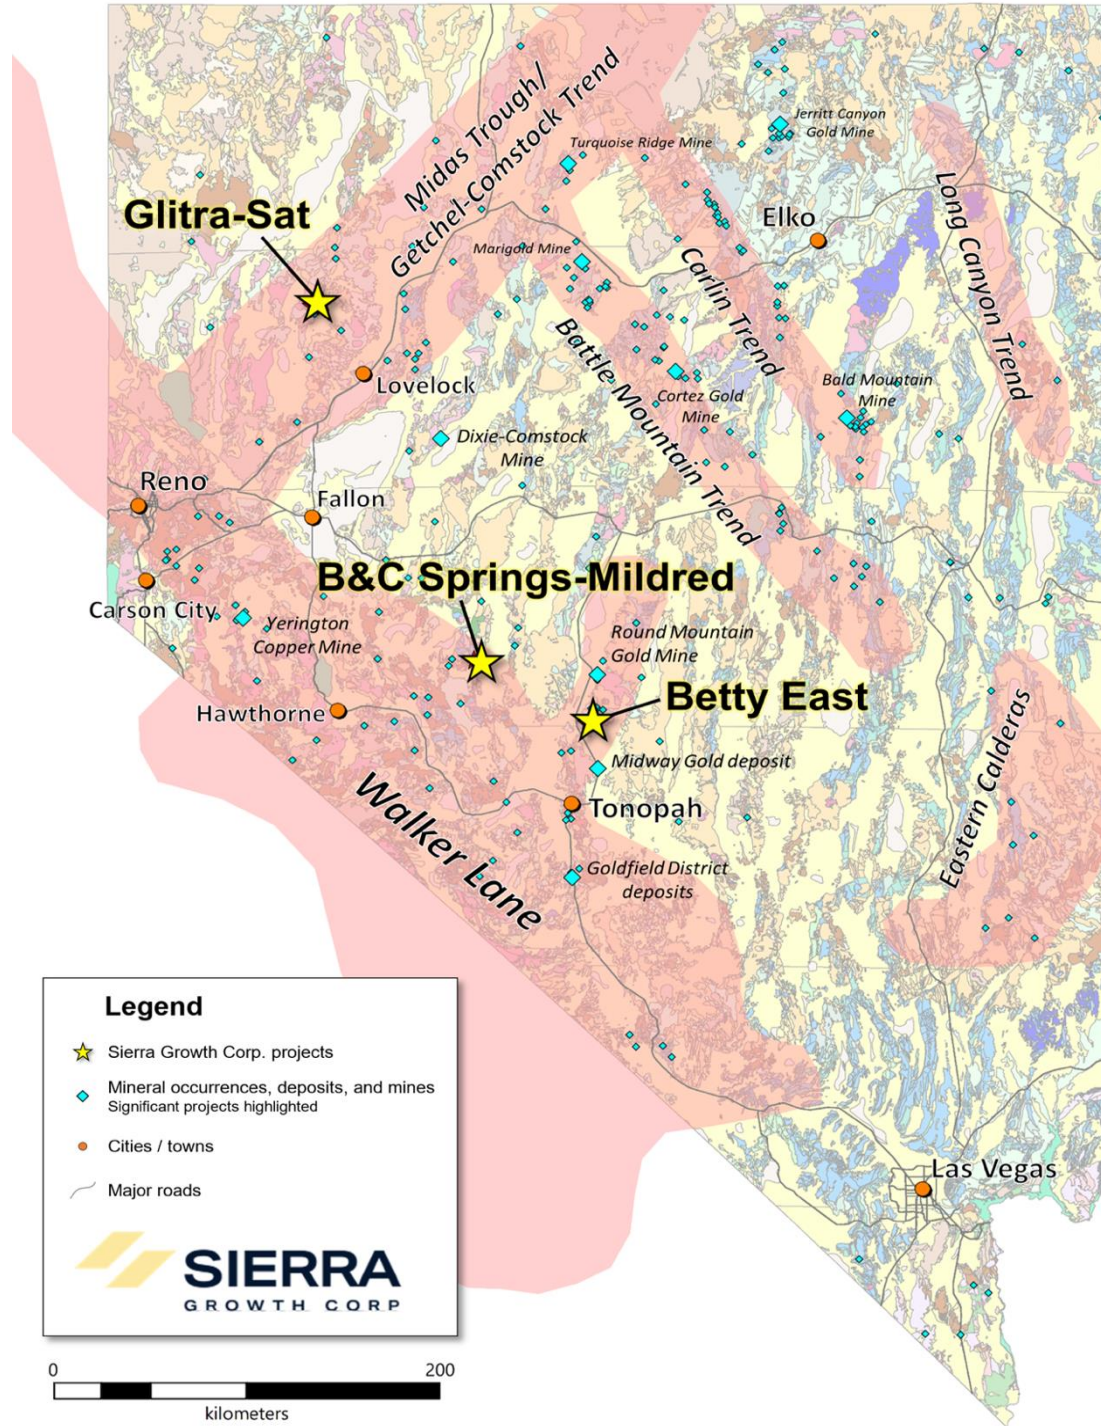 Midas Trough/
Getchel-Comstock Trend
Jerritt Canyon
Gold Mine
Turquoise Ridge Mine
Glitra-Sat
Elko
Long Canyon Trend
Marigold Mine
Carlin Trend
Battle Mountain Trend
Lovelock
Cortez Gold
Mine
Bald Mountain
Mine
Dixie-Comstock
Mine
Reno
Fallon
B&C Springs-Mildred
Carson City
Yerington
Copper Mine
Round Mountain
Gold Mine
Betty East
Hawthorne
Midway Gold deposit
Eastern Calderas
Walker Lane
Tonopah
Goldfield District
deposits
Las Vegas
Legend
Sierra Growth Corp. projects
Mineral occurrences, deposits, and mines
Significant projects highlighted
Cities / towns
Major roads
SIERRA
GROWTH CORP
0 200
kilometers